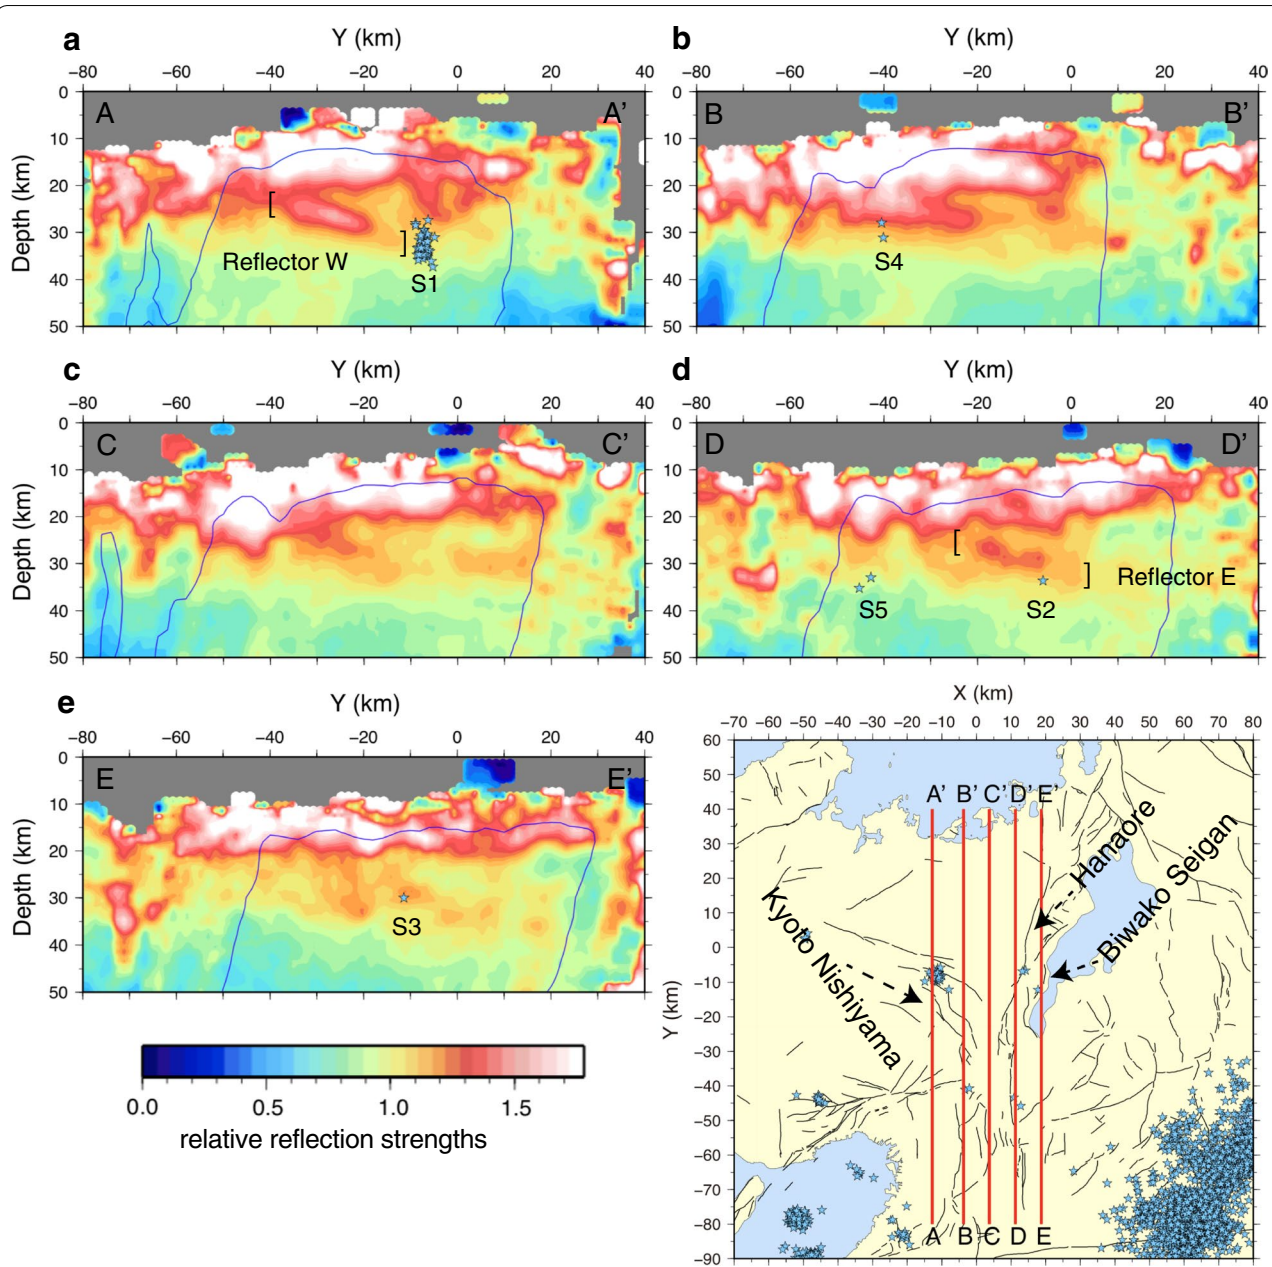 a
Y (km)
−80 −60 −40 −20 0 20 40
A A’
Depth (km)
0
10
20
30
40
50
Reflector W
[ ]
S1
b
Y (km)
−80 −60 −40 −20 0 20 40
B B’
0
10
20
30
40
50
S4
c
Y (km)
−80 −60 −40 −20 0 20 40
C C’
Depth (km)
0
10
20
30
40
50
d
Y (km)
−80 −60 −40 −20 0 20 40
D D’
0
10
20
30
40
50
[ ]
Reflector E
S5 S2
e
Y (km)
−80 −60 −40 −20 0 20 40
E E’
Depth (km)
0
10
20
30
40
50
S3
0.0 0.5 1.0 1.5
relative reflection strengths
X (km)
−70 −60 −50 −40 −30 −20 −10 0 10 20 30 40 50 60 70 80
Y (km)
60
50
40
30
20
10
0
−10
−20
−30
−40
−50
−60
−70
−80
−90
A’ B’ C’ D’ E’
Hanaore
Biwako Seigan
Kyoto Nishiyama
A B C D E